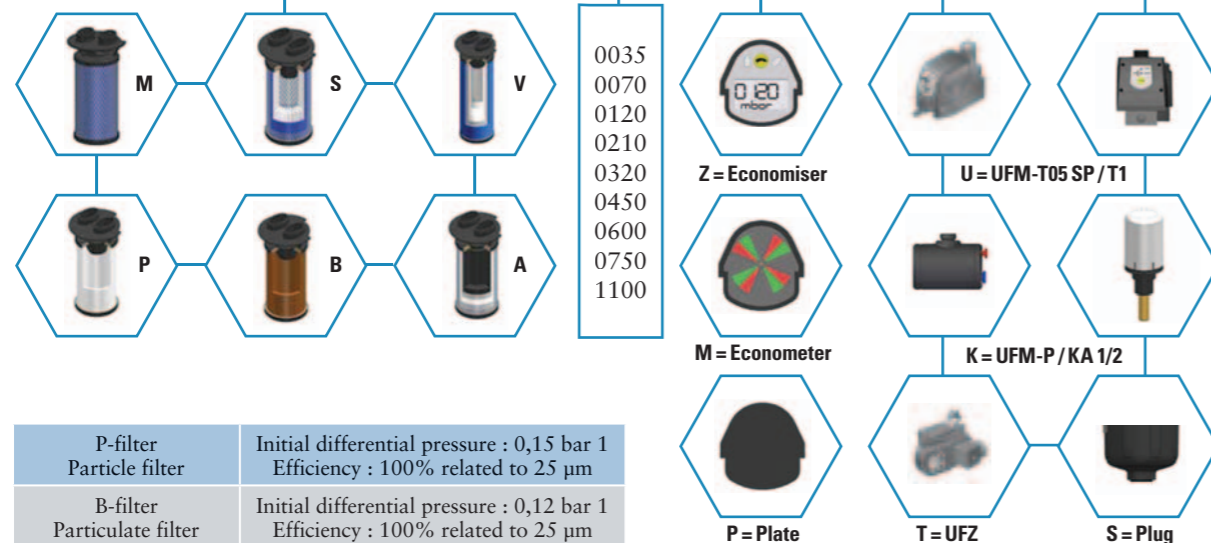 M
S
V
P
B
A
0035
0070
0120
0210
0320
0450
0600
0750
1100
0 120
mbar
Z = Economiser
U = UFM-T05 SP / T1
M = Econometer
K = UFM-P / KA 1/2
P = Plate
T = UFZ
S = Plug
P-filter
Particle filter
Initial differential pressure : 0,15 bar 1
Efficiency : 100% related to 25 µm
B-filter
Particulate filter
Initial differential pressure : 0,12 bar 1
Efficiency : 100% related to 25 µm